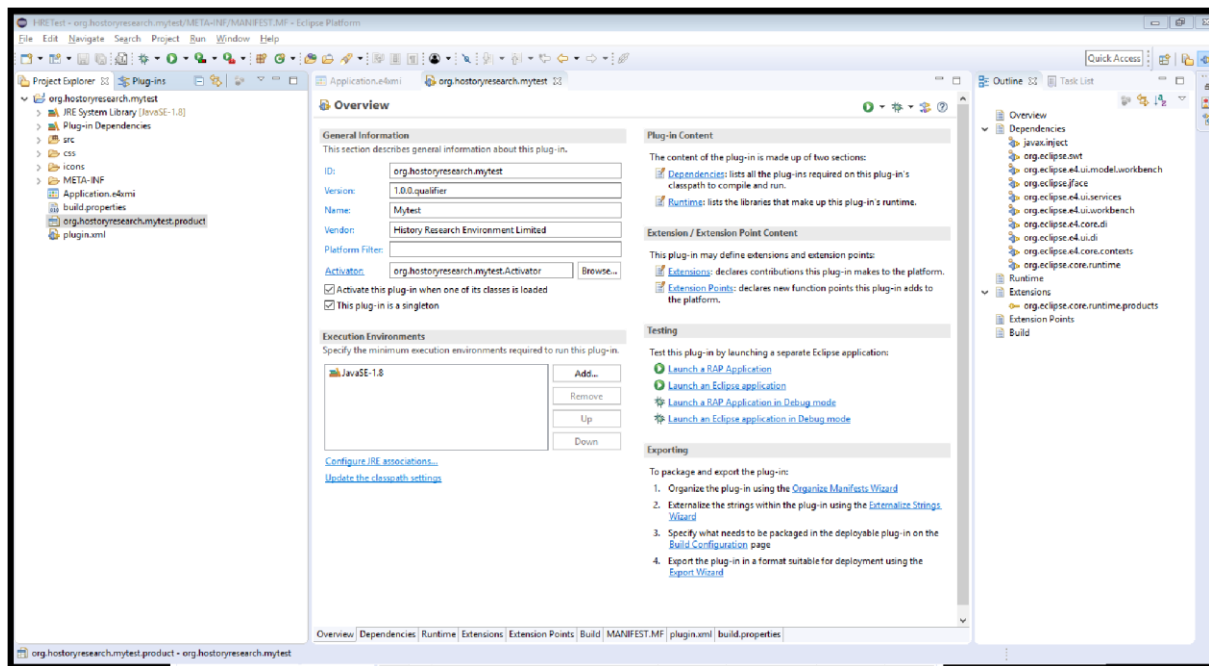 HRETest - org.hostoryresearch.mytest/META-INF/MANIFEST.MF - Eclipse Platform
File Edit Navigate Search Project Run Window Help
Quick Access
Project Explorer Plug-ins
org.hostoryresearch.mytest
JRE System Library [JavaSE-1.8]
Plug-in Dependencies
src
css
icons
META-INF
Application.e4xmi
build.properties
org.hostoryresearch.mytest.product
plugin.xml
Application.e4xmi org.hostoryresearch.mytest
Overview
General Information
This section describes general information about this plug-in.
ID: org.hostoryresearch.mytest
Version: 1.0.0.qualifier
Name: Mytest
Vendor: History Research Environment Limited
Platform Filter:
Activator: org.hostoryresearch.mytest.Activator Browse...
Activate this plug-in when one of its classes is loaded
This plug-in is a singleton
Execution Environments
Specify the minimum execution environments required to run this plug-in.
JavaSE-1.8
Add...
Remove
Up
Down
Configure JRE associations...
Update the classpath settings
Plug-in Content
The content of the plug-in is made up of two sections:
Dependencies: lists all the plug-ins required on this plug-in's
classpath to compile and run.
Runtime: lists the libraries that make up this plug-in's runtime.
Extension / Extension Point Content
This plug-in may define extensions and extension points:
Extensions: declares contributions this plug-in makes to the platform.
Extension Points: declares new function points this plug-in adds to
the platform.
Testing
Test this plug-in by launching a separate Eclipse application:
Launch a RAP Application
Launch an Eclipse application
Launch a RAP Application in Debug mode
Launch an Eclipse application in Debug mode
Exporting
To package and export the plug-in:
1. Organize the plug-in using the Organize Manifests Wizard
2. Externalize the strings within the plug-in using the Externalize Strings
Wizard
3. Specify what needs to be packaged in the deployable plug-in on the
Build Configuration page
4. Export the plug-in in a format suitable for deployment using the
Export Wizard
Overview Dependencies Runtime Extensions Extension Points Build MANIFEST.MF plugin.xml build.properties
Outline Task List
Overview
Dependencies
javax.inject
org.eclipse.swt
org.eclipse.e4.ui.model.workbench
org.eclipse.jface
org.eclipse.e4.ui.services
org.eclipse.e4.ui.workbench
org.eclipse.e4.core.di
org.eclipse.e4.ui.di
org.eclipse.e4.core.contexts
org.eclipse.core.runtime
Runtime
Extensions
org.eclipse.core.runtime.products
Extension Points
Build
org.hostoryresearch.mytest.product - org.hostoryresearch.mytest